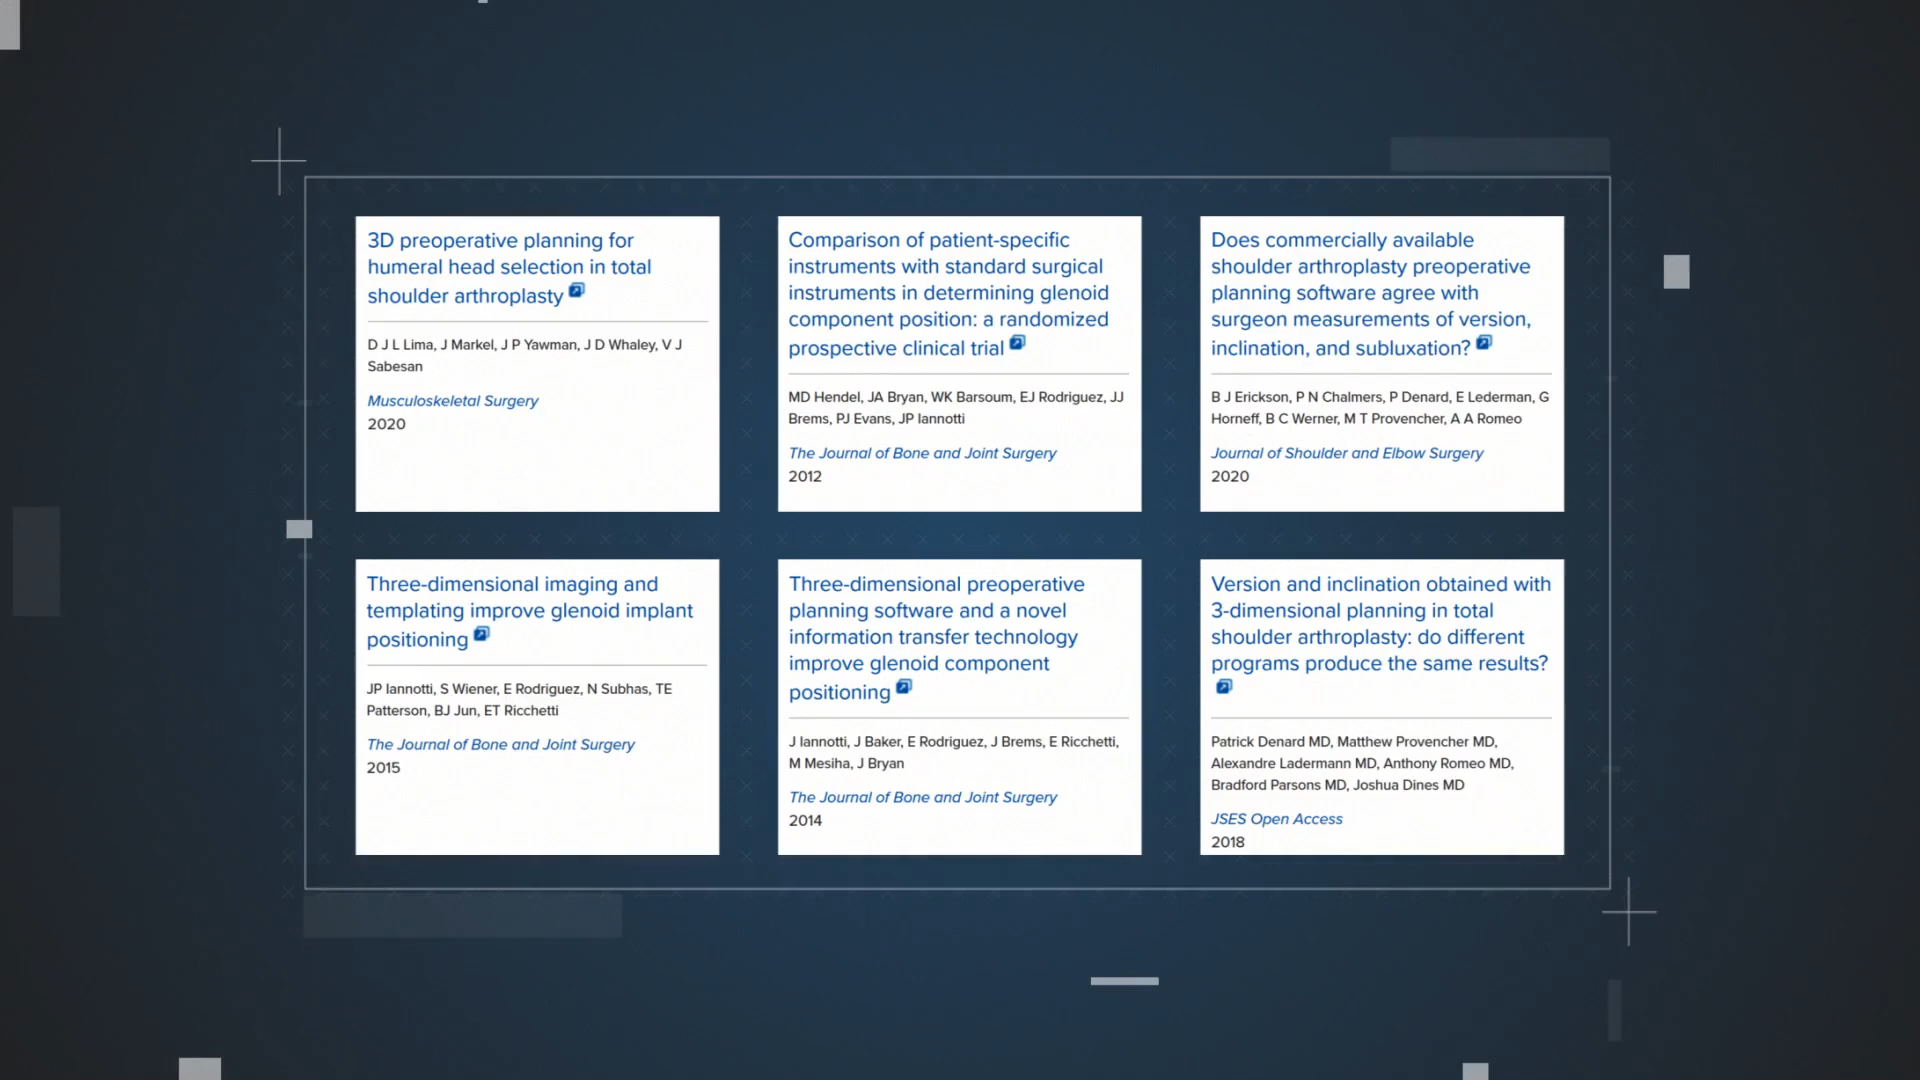 3D preoperative planning for
humeral head selection in total
shoulder arthroplasty
D J L Lima, J Markel, J P Yawman, J D Whaley, V J
Sabesan
Musculoskeletal Surgery
2020
Comparison of patient-specific
instruments with standard surgical
instruments in determining glenoid
component position: a randomized
prospective clinical trial
MD Hendel, JA Bryan, WK Barsoum, EJ Rodriguez, JJ
Brems, PJ Evans, JP Iannotti
The Journal of Bone and Joint Surgery
2012
Does commercially available
shoulder arthroplasty preoperative
planning software agree with
surgeon measurements of version,
inclination, and subluxation?
B J Erickson, P N Chalmers, P Denard, E Lederman, G
Horneff, B C Werner, M T Provencher, A A Romeo
Journal of Shoulder and Elbow Surgery
2020
Three-dimensional imaging and
templating improve glenoid implant
positioning
JP Iannotti, S Wiener, E Rodriguez, N Subhas, TE
Patterson, BJ Jun, ET Ricchetti
The Journal of Bone and Joint Surgery
2015
Three-dimensional preoperative
planning software and a novel
information transfer technology
improve glenoid component
positioning
J Iannotti, J Baker, E Rodriguez, J Brems, E Ricchetti,
M Mesiha, J Bryan
The Journal of Bone and Joint Surgery
2014
Version and inclination obtained with
3-dimensional planning in total
shoulder arthroplasty: do different
programs produce the same results?
Patrick Denard MD, Matthew Provencher MD,
Alexandre Ladermann MD, Anthony Romeo MD,
Bradford Parsons MD, Joshua Dines MD
JSES Open Access
2018